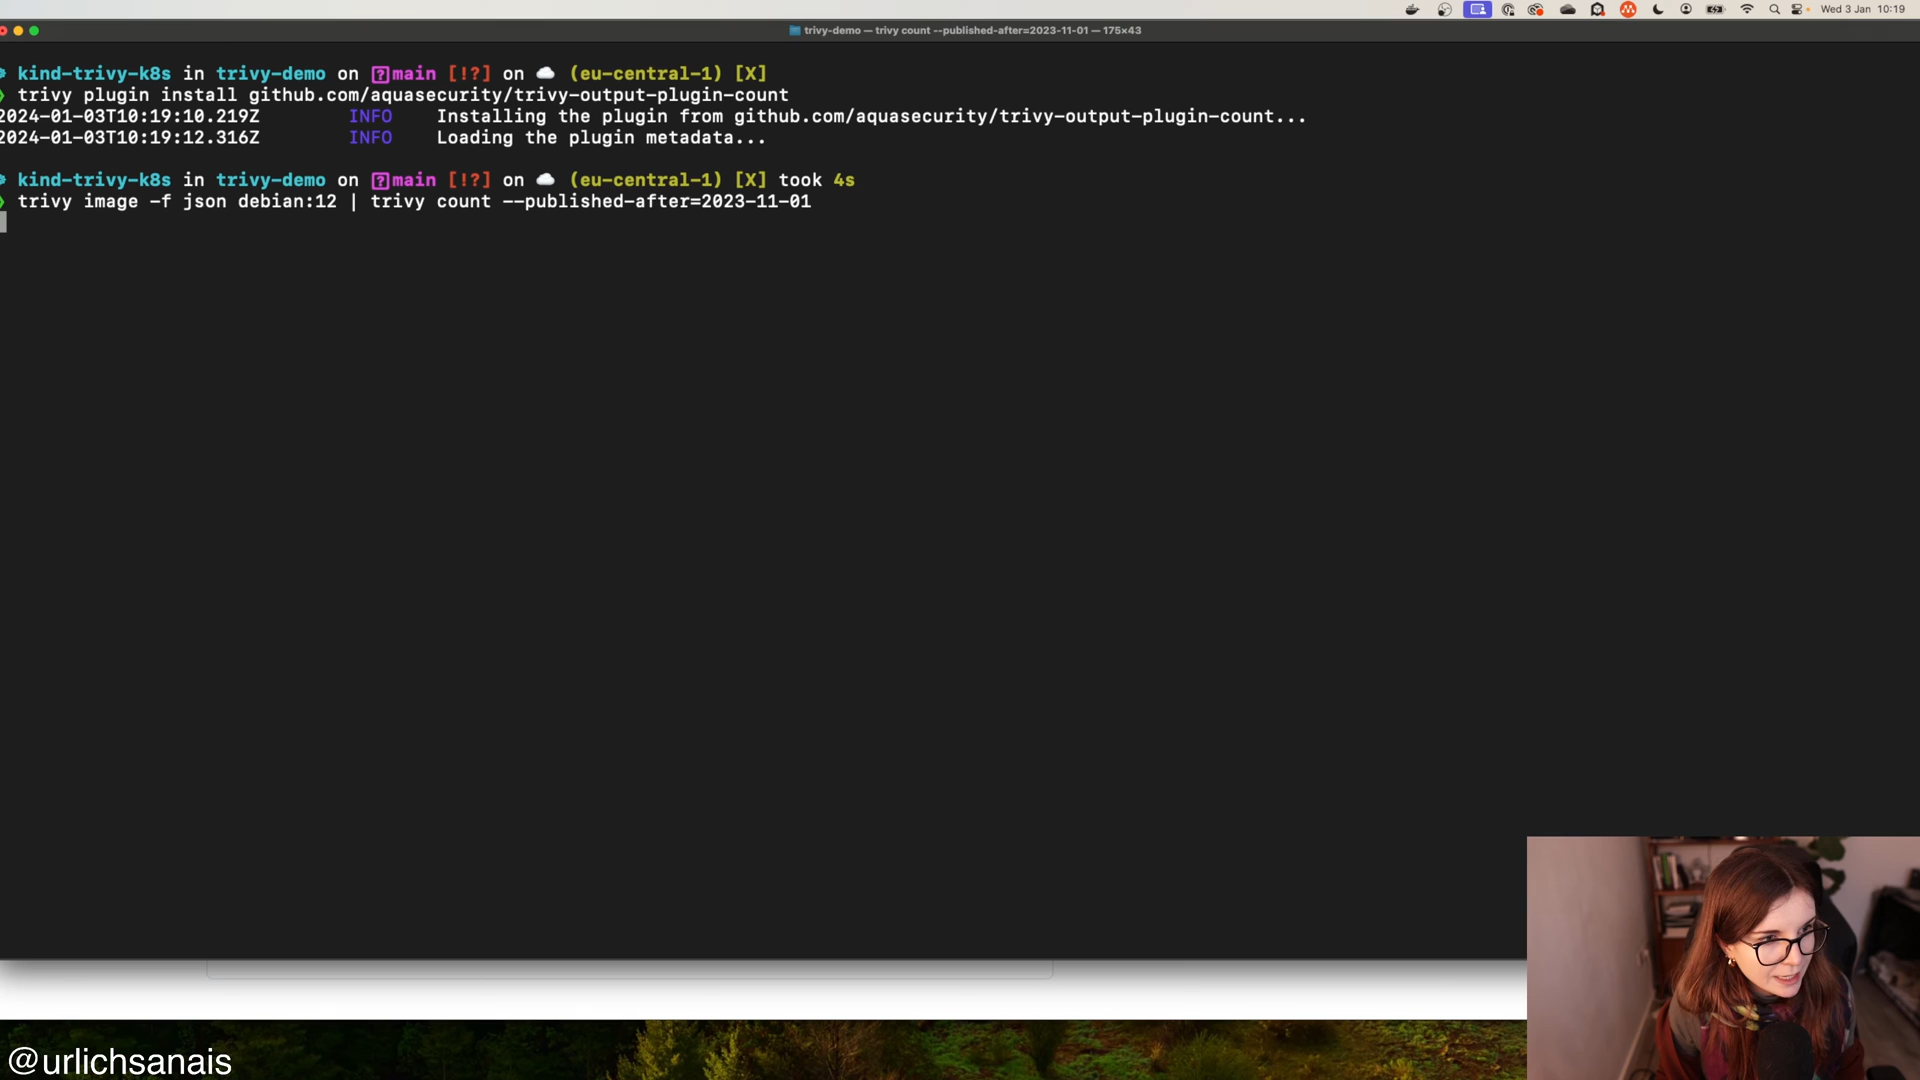 Wed 3 Jan 10:19
trivy-demo — trivy count --published-after=2023-11-01 — 175×43
kind-trivy-k8s in trivy-demo on main [!?] on (eu-central-1) [X]
trivy plugin install github.com/aquasecurity/trivy-output-plugin-count
2024-01-03T10:19:10.219Z INFO Installing the plugin from github.com/aquasecurity/trivy-output-plugin-count...
2024-01-03T10:19:12.316Z INFO Loading the plugin metadata...
kind-trivy-k8s in trivy-demo on main [!?] on (eu-central-1) [X] took 4s
trivy image -f json debian:12 | trivy count --published-after=2023-11-01
@urlichsanais